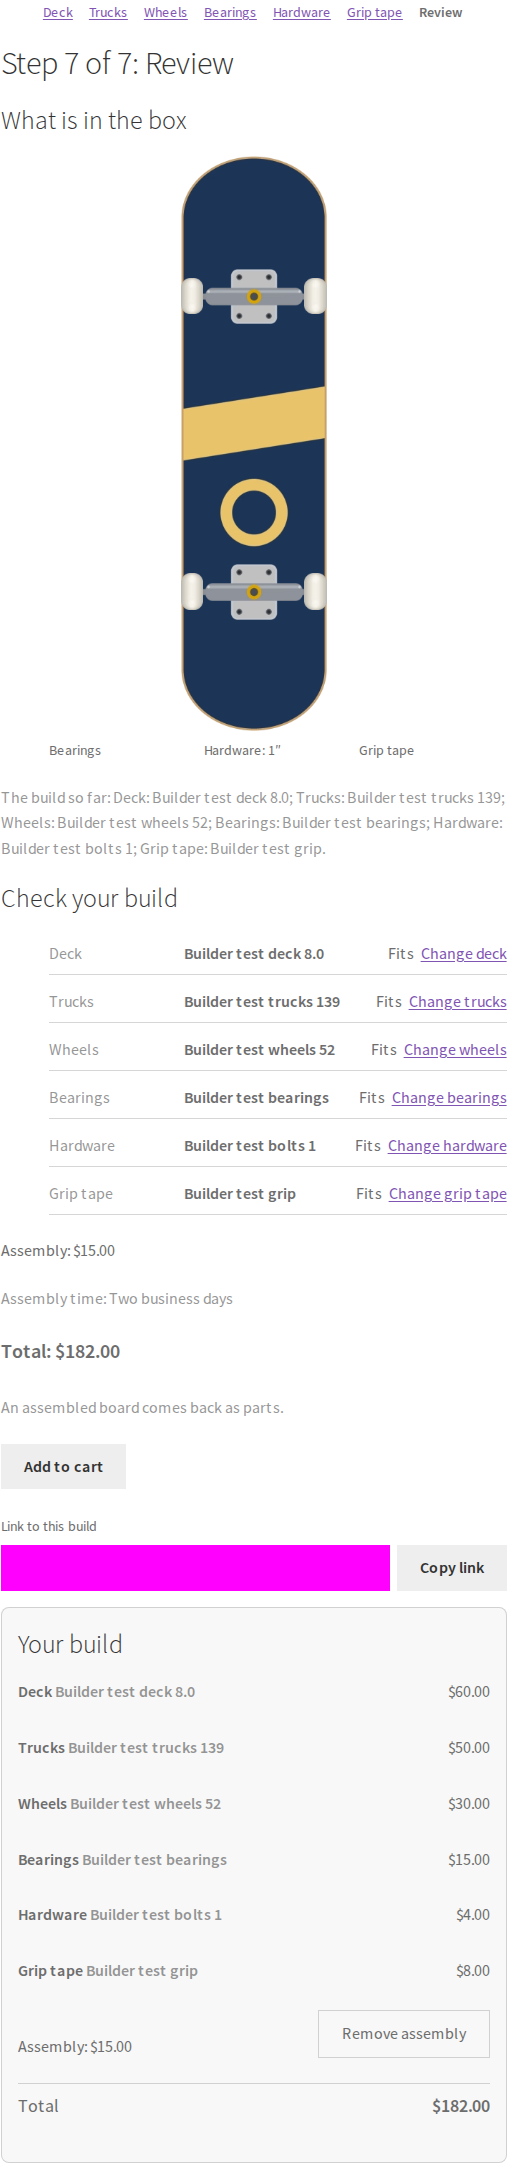 Deck Trucks Wheels Bearings Hardware Grip tape Review
Step 7 of 7: Review
What is in the box
Bearings Hardware: 1" Grip tape
The build so far: Deck: Builder test deck 8.0; Trucks: Builder test trucks 139;
Wheels: Builder test wheels 52; Bearings: Builder test bearings; Hardware:
Builder test bolts 1; Grip tape: Builder test grip.
Check your build
Deck Builder test deck 8.0 Fits Change deck
Trucks Builder test trucks 139 Fits Change trucks
Wheels Builder test wheels 52 Fits Change wheels
Bearings Builder test bearings Fits Change bearings
Hardware Builder test bolts 1 Fits Change hardware
Grip tape Builder test grip Fits Change grip tape
Assembly: $15.00
Assembly time: Two business days
Total: $182.00
An assembled board comes back as parts.
Add to cart
Link to this build
Copy link
Your build
Deck Builder test deck 8.0 $60.00
Trucks Builder test trucks 139 $50.00
Wheels Builder test wheels 52 $30.00
Bearings Builder test bearings $15.00
Hardware Builder test bolts 1 $4.00
Grip tape Builder test grip $8.00
Assembly: $15.00 Remove assembly
Total $182.00